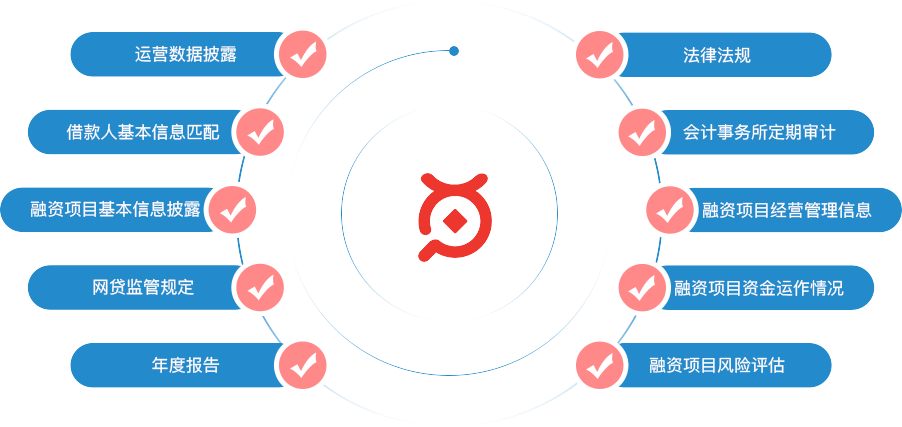 运营数据披露
借款人基本信息匹配
融资项目基本信息披露
网贷监管规定
年度报告
法律法规
会计事务所定期审计
融资项目经营管理信息
融资项目资金运作情况
融资项目风险评估